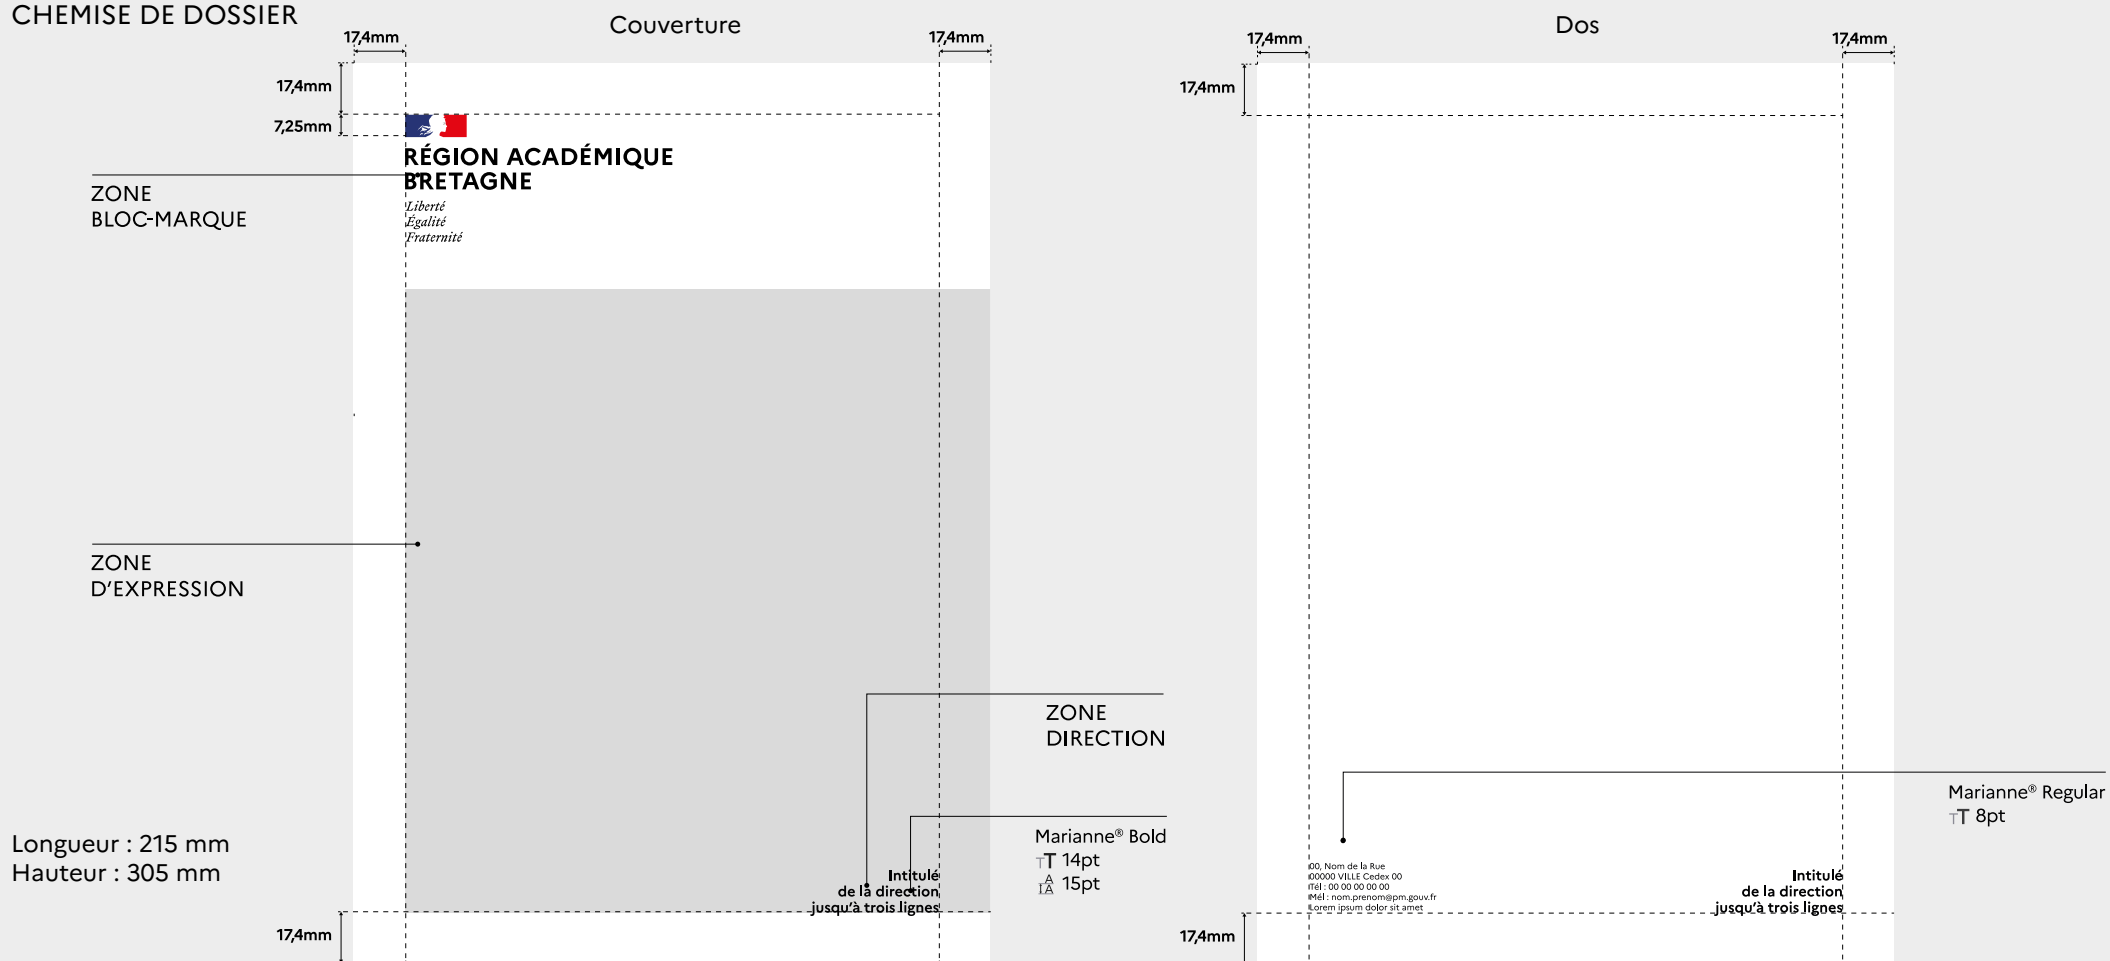 CHEMISE DE DOSSIER
Couverture
Dos
17,4mm
17,4mm
17,4mm
17,4mm
17,4mm
7,25mm
17,4mm
RÉGION ACADÉMIQUE
BRETAGNE
Liberté
Égalité
Fraternité
ZONE
BLOC-MARQUE
ZONE
D'EXPRESSION
ZONE
DIRECTION
Marianne® Bold
TT 14pt
A
IA 15pt
Marianne® Regular
TT 8pt
Longueur : 215 mm
Hauteur : 305 mm
Intitulé
de la direction
jusqu'à trois lignes
00, Nom de la Rue
00000 VILLE Cedex 00
Tél : 00 00 00 00 00
Mél : nom.prenom@pm.gouv.fr
Lorem ipsum dolor sit amet
Intitulé
de la direction
jusqu'à trois lignes
17,4mm
17,4mm